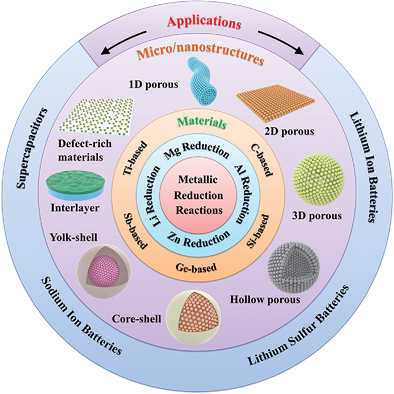 Applications
Micro/nanostructures
1D porous
2D porous
Defect-rich
materials
Supercapacitors
Lithium Ion Batteries
Materials
Ti-based
C-based
Mg Reduction
Li Reduction
Al Reduction
Metallic
Reduction
Reactions
Interlayer
3D porous
Sb-based
Si-based
Zn Reduction
Yolk-shell
Ge-based
Hollow porous
Core-shell
Sodium Ion Batteries
Lithium Sulfur Batteries